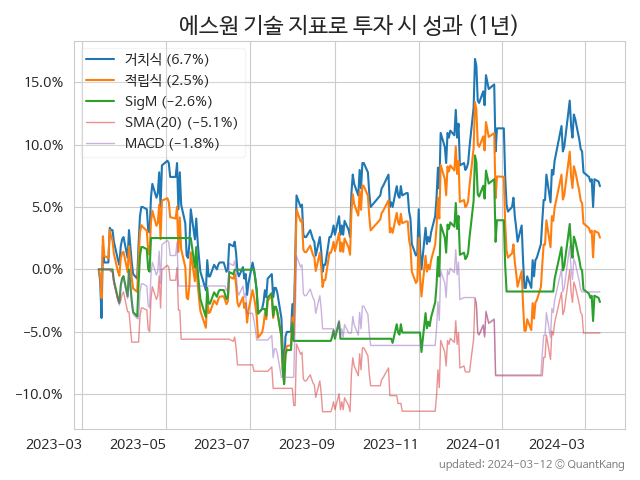 에스원 기술 지표로 투자 시 성과 (1년)
거치식 (6.7%)
적립식 (2.5%)
SigM (−2.6%)
SMA(20) (−5.1%)
MACD (−1.8%)
15.0%
10.0%
5.0%
0.0%
−5.0%
−10.0%
2023-03 2023-05 2023-07 2023-09 2023-11 2024-01 2024-03
updated: 2024-03-12 © QuantKang